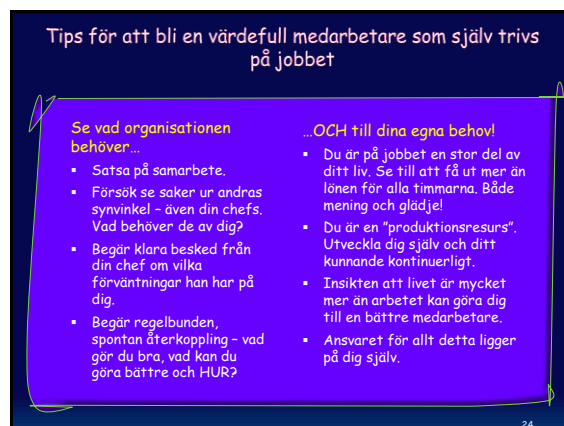 Tips för att bli en värdefull medarbetare som själv trivs
på jobbet
Se vad organisationen
behöver…
▪ Satsa på samarbete.
▪ Försök se saker ur andras
synvinkel – även din chefs.
Vad behöver de av dig?
▪ Begär klara besked från
din chef om vilka
förväntningar han har på
dig.
▪ Begär regelbunden,
spontan återkoppling – vad
gör du bra, vad kan du
göra bättre och HUR?
…OCH till dina egna behov!
▪ Du är på jobbet en stor del av
ditt liv. Se till att få ut mer än
lönen för alla timmarna. Både
mening och glädje!
▪ Du är en ”produktionsresurs”.
Utveckla dig själv och ditt
kunnande kontinuerligt.
▪ Insikten att livet är mycket
mer än arbetet kan göra dig
till en bättre medarbetare.
▪ Ansvaret för allt detta ligger
på dig själv.
24